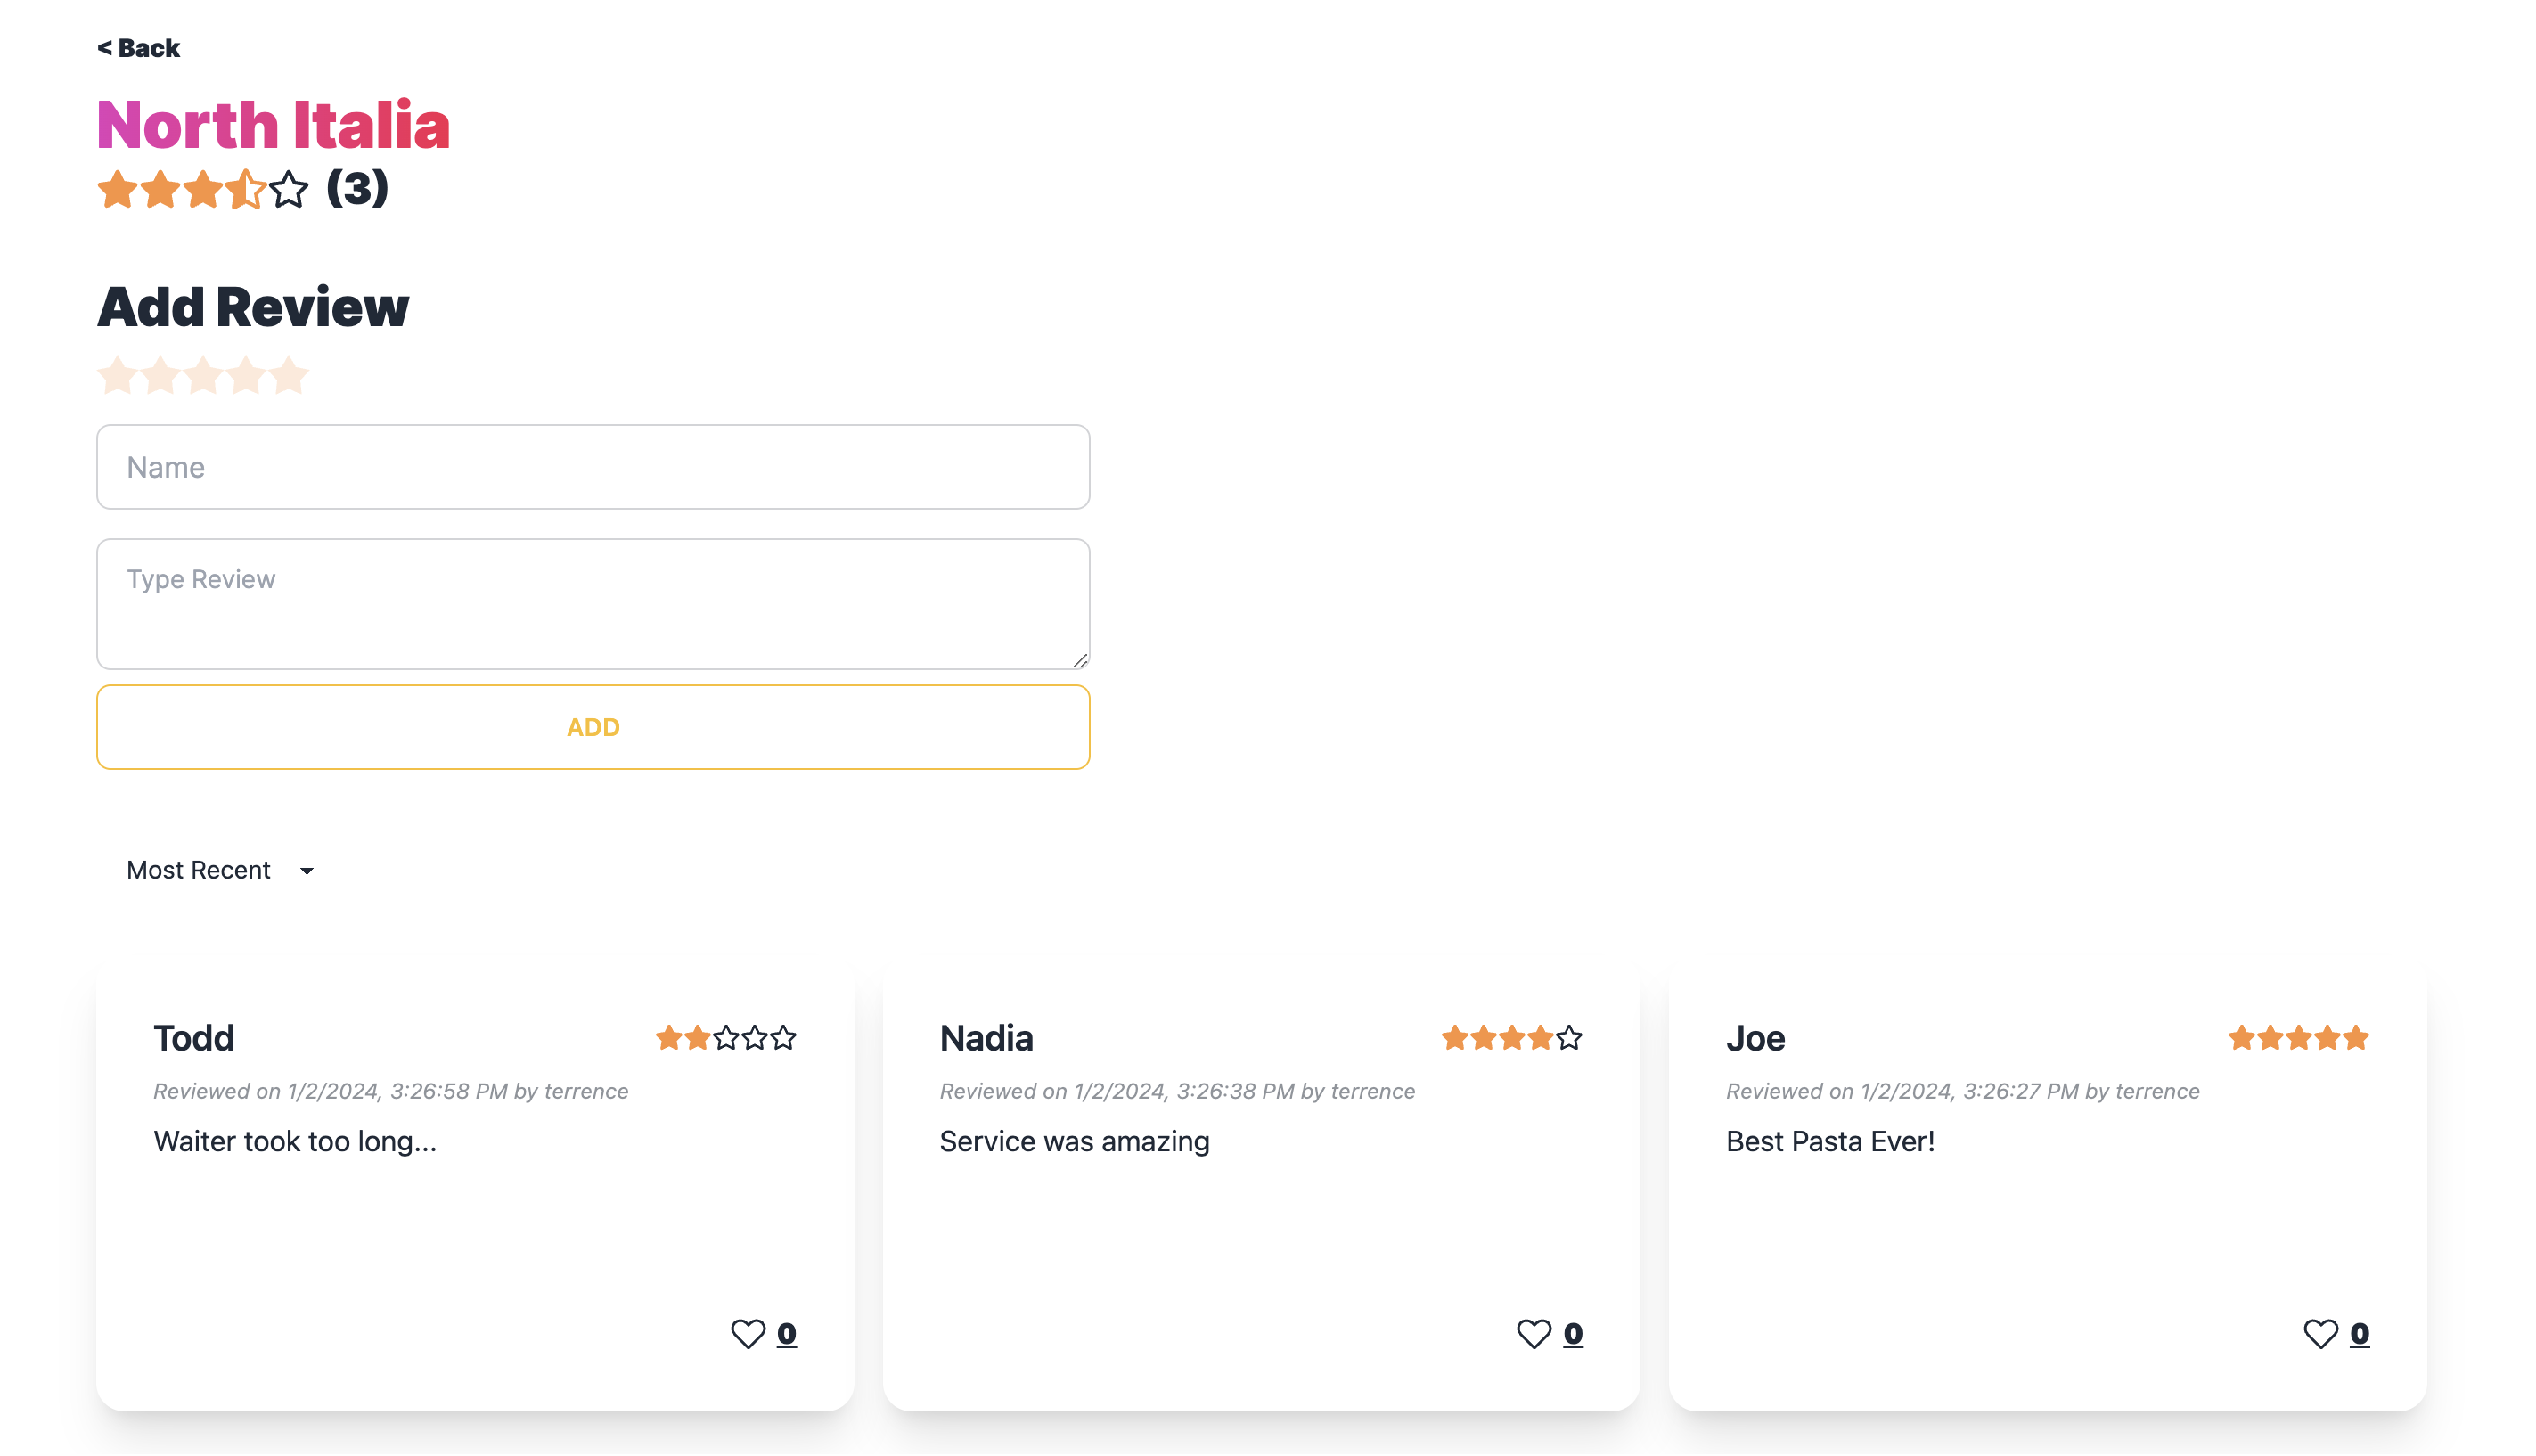 < Back
North Italia
(3)
Add Review
Name
Type Review
ADD
Most Recent
Todd
Reviewed on 1/2/2024, 3:26:58 PM by terrence
Waiter took too long...
0
Nadia
Reviewed on 1/2/2024, 3:26:38 PM by terrence
Service was amazing
0
Joe
Reviewed on 1/2/2024, 3:26:27 PM by terrence
Best Pasta Ever!
0